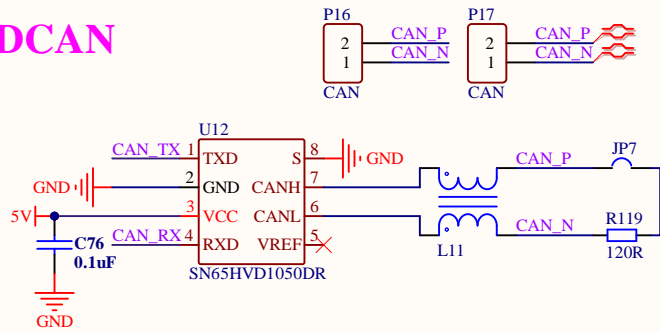 DCAN
P16
2
1
CAN_P
CAN_N
CAN
P17
2
1
CAN_P
CAN_N
CAN
U12
CAN_TX 1 TXD
GND 2 GND
5V 3 VCC
CAN_RX 4 RXD
S 8 GND
CANH 7
CANL 6
VREF 5
SN65HVD1050DR
C76
0.1uF
GND
L11
CAN_P
CAN_N
JP7
R119
120R